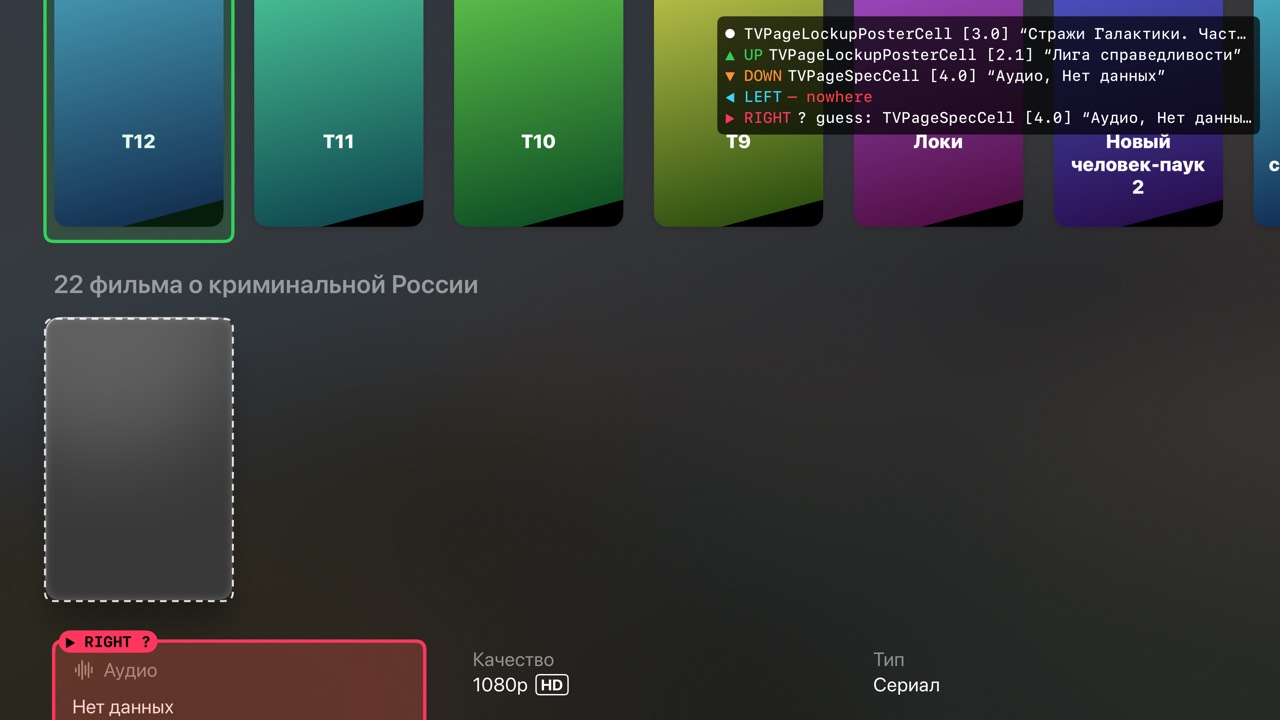 ● TVPageLockupPosterCell [3.0] “Стражи Галактики. Част…
▲ UP TVPageLockupPosterCell [2.1] “Лига справедливости”
▼ DOWN TVPageSpecCell [4.0] “Аудио, Нет данных”
◀ LEFT — nowhere
▶ RIGHT ? guess: TVPageSpecCell [4.0] “Аудио, Нет данны…
T12
T11
T10
T9
Локи
Новый
человек-паук
2
с
22 фильма о криминальной России
▶ RIGHT ?
Аудио
Нет данных
Качество
1080p HD
Тип
Сериал